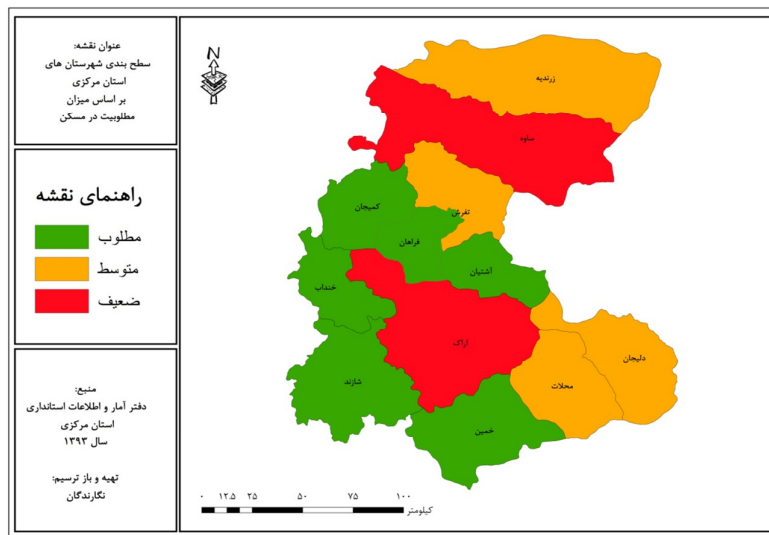 عنوان نقشه:
سطح بندی شهرستان های
استان مرکزی
بر اساس میزان
مطلوبیت در مسکن
راهنمای نقشه
مطلوب
متوسط
ضعیف
منبع:
دفتر آمار و اطلاعات استانداری
استان مرکزی
سال ۱۳۹۳
تهیه و باز ترسیم:
نگارندگان
N
زرندیه
ساوه
تفرش
کمیجان
فراهان
آشتیان
خنداب
اراک
دلیجان
محلات
شازند
خمین
۰ ۱۲.۵ ۲۵ ۵۰ ۷۵ ۱۰۰
کیلومتر